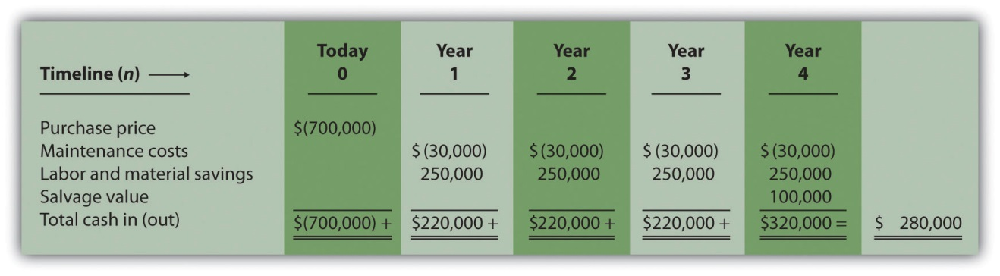 Today Year Year Year Year
Timeline (n) → 0 1 2 3 4
Purchase price $(700,000)
Maintenance costs $(30,000) $(30,000) $(30,000) $(30,000)
Labor and material savings 250,000 250,000 250,000 250,000
Salvage value 100,000
Total cash in (out) $(700,000) + $220,000 + $220,000 + $220,000 + $320,000 = $ 280,000